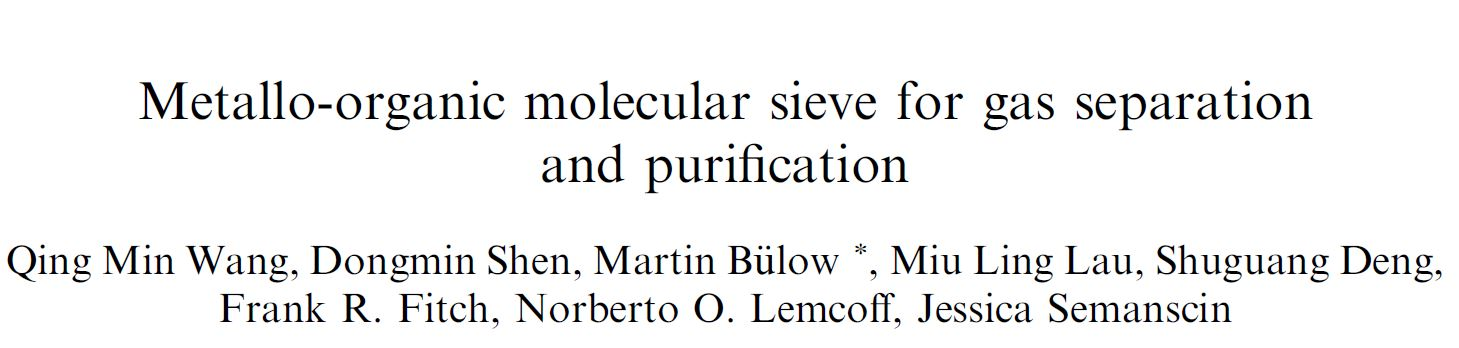 Metallo-organic molecular sieve for gas separation
and purification
Qing Min Wang, Dongmin Shen, Martin Bülow *, Miu Ling Lau, Shuguang Deng,
Frank R. Fitch, Norberto O. Lemcoff, Jessica Semanscin